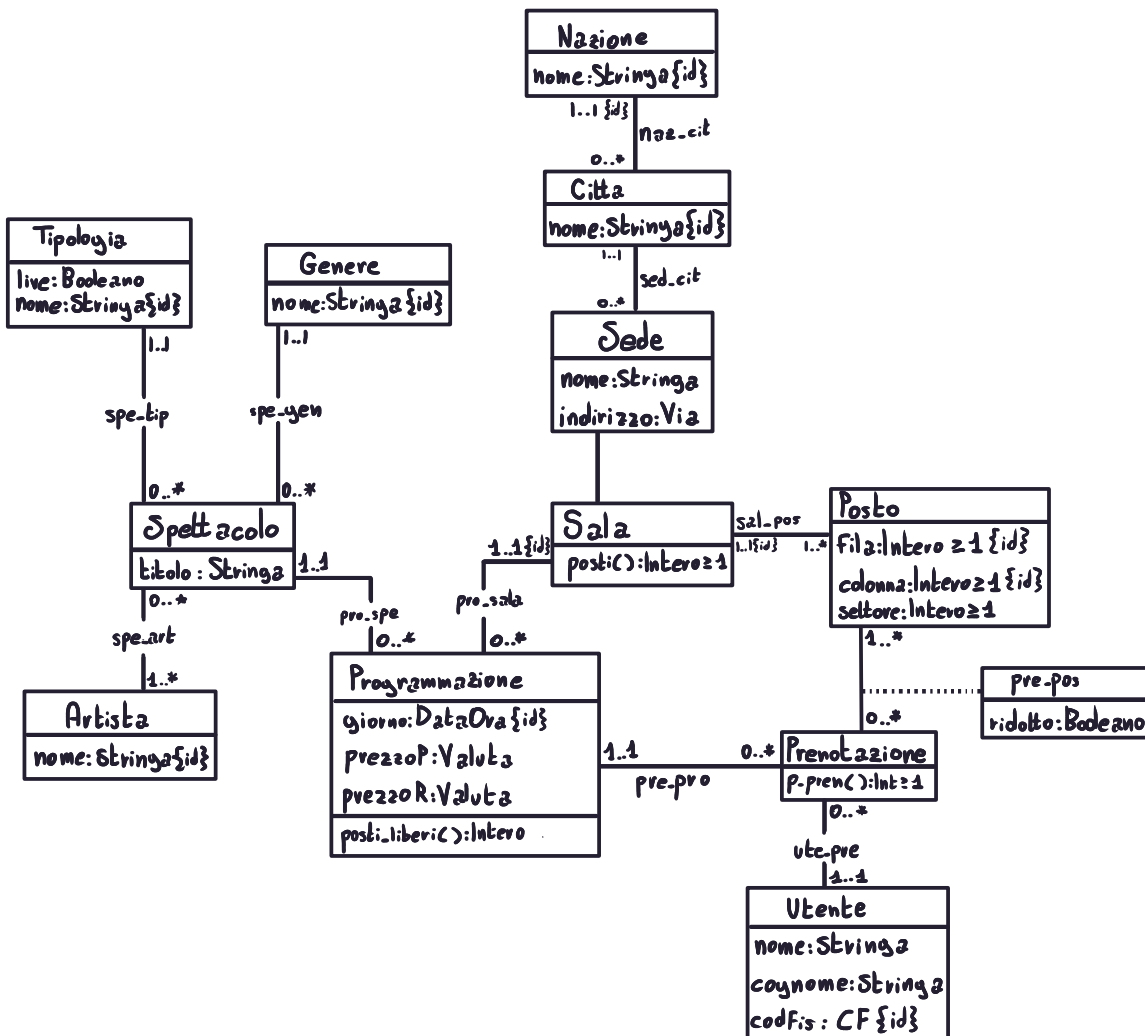 Nazione
nome:Stringa{id}
1..1 {id}
naz_cit
0..*
Citta
nome:Stringa{id}
1..1
sed_cit
0..*
Sede
nome:Stringa
indirizzo:Via
Tipologia
live:Booleano
nome:Stringa{id}
1..1
spe_tip
0..*
Genere
nome:Stringa{id}
1..1
spe_gen
0..*
Spettacolo
titolo: Stringa
1..1
0..*
spe_art
1..*
Artista
nome:Stringa{id}
pro_spe
0..*
Sala
posti():Intero≥1
1..1{id}
pro_sala
0..*
sal_pos
1..1{id}
1..*
Posto
fila:Intero≥1{id}
colonna:Intero≥1{id}
settore:Intero≥1
1..*
0..*
pre_pos
ridotto:Booleano
Programmazione
giorno:DataOra{id}
prezzoP:Valuta
prezzoR:Valuta
posti_liberi():Intero
1..1
pre_pro
0..*
Prenotazione
p-pren():Int≥1
0..*
ute_pre
1..1
Utente
nome:Stringa
cognome:Stringa
codFis: CF{id}